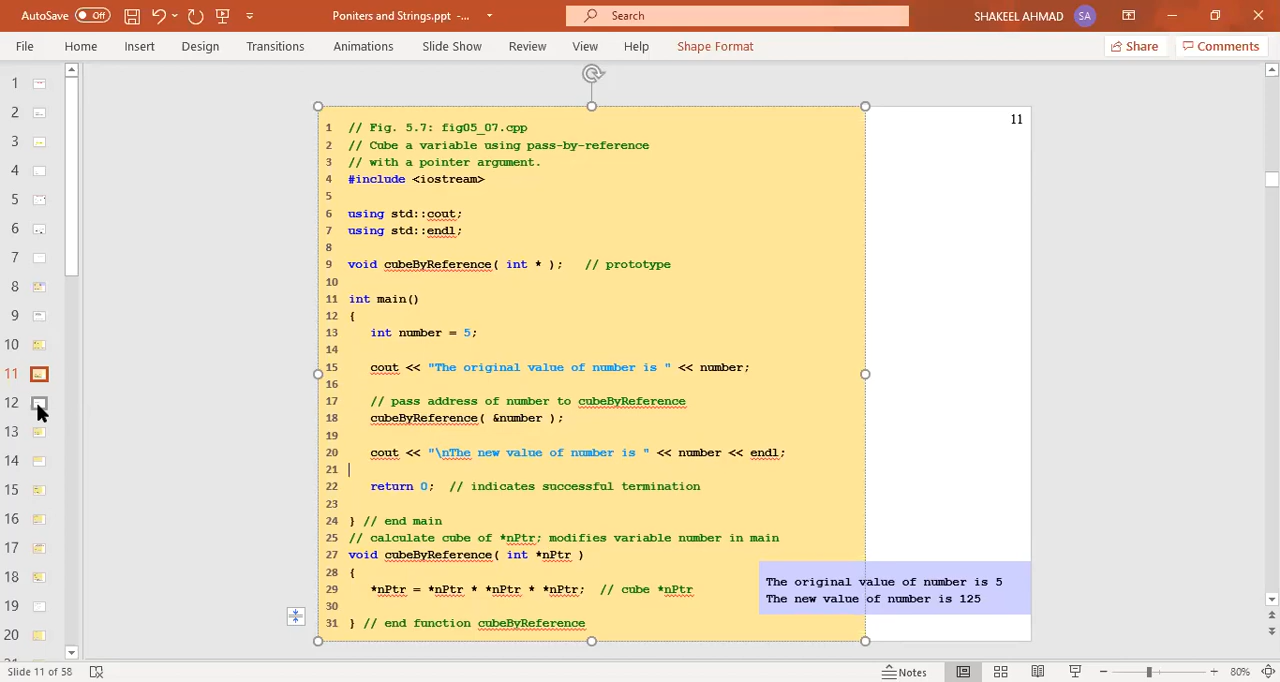 AutoSave Off Poniters and Strings.ppt -... Search SHAKEEL AHMAD SA
File Home Insert Design Transitions Animations Slide Show Review View Help Shape Format Share Comments
1
2
3
4
5
6
7
8
9
10
11
12
13
14
15
16
17
18
19
20
11
1 // Fig. 5.7: fig05_07.cpp
2 // Cube a variable using pass-by-reference
3 // with a pointer argument.
4 #include <iostream>
5
6 using std::cout;
7 using std::endl;
8
9 void cubeByReference( int * ); // prototype
10
11 int main()
12 {
13 int number = 5;
14
15 cout << "The original value of number is " << number;
16
17 // pass address of number to cubeByReference
18 cubeByReference( &number );
19
20 cout << "\nThe new value of number is " << number << endl;
21
22 return 0; // indicates successful termination
23
24 } // end main
25 // calculate cube of *nPtr; modifies variable number in main
27 void cubeByReference( int *nPtr )
28 {
29 *nPtr = *nPtr * *nPtr * *nPtr; // cube *nPtr
30
31 } // end function cubeByReference
The original value of number is 5
The new value of number is 125
Slide 11 of 58 Notes 80%